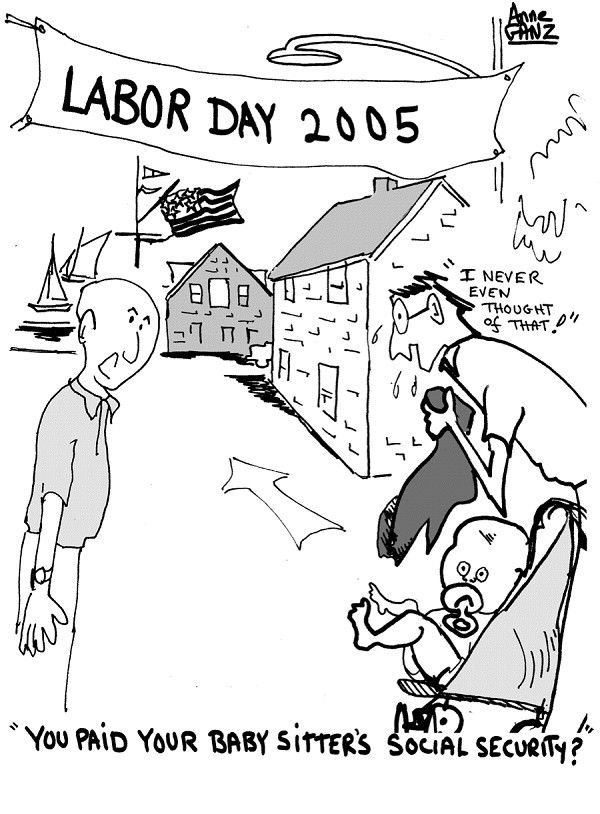 Anne
GANZ
LABOR DAY 2005
"I NEVER
EVEN
THOUGHT
of THAT!"
"YOU PAID YOUR BABY SITTER'S SOCIAL SECURITY?"